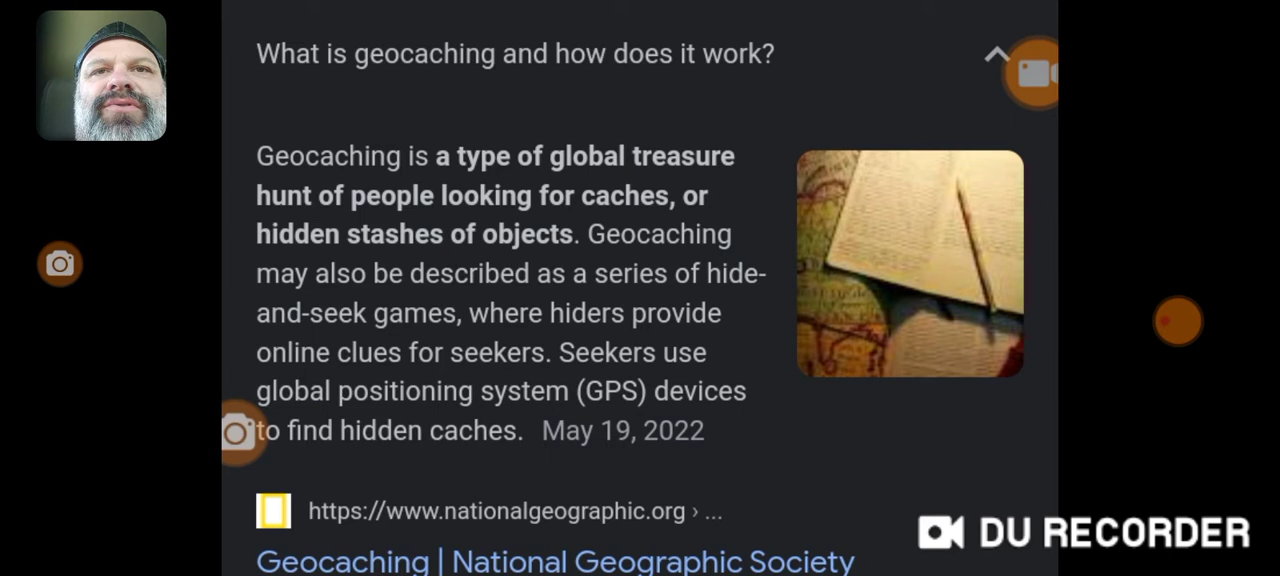 What is geocaching and how does it work?
Geocaching is a type of global treasure
hunt of people looking for caches, or
hidden stashes of objects. Geocaching
may also be described as a series of hide-
and-seek games, where hiders provide
online clues for seekers. Seekers use
global positioning system (GPS) devices
to find hidden caches. May 19, 2022
https://www.nationalgeographic.org › ...
Geocaching | National Geographic Society
DU RECORDER